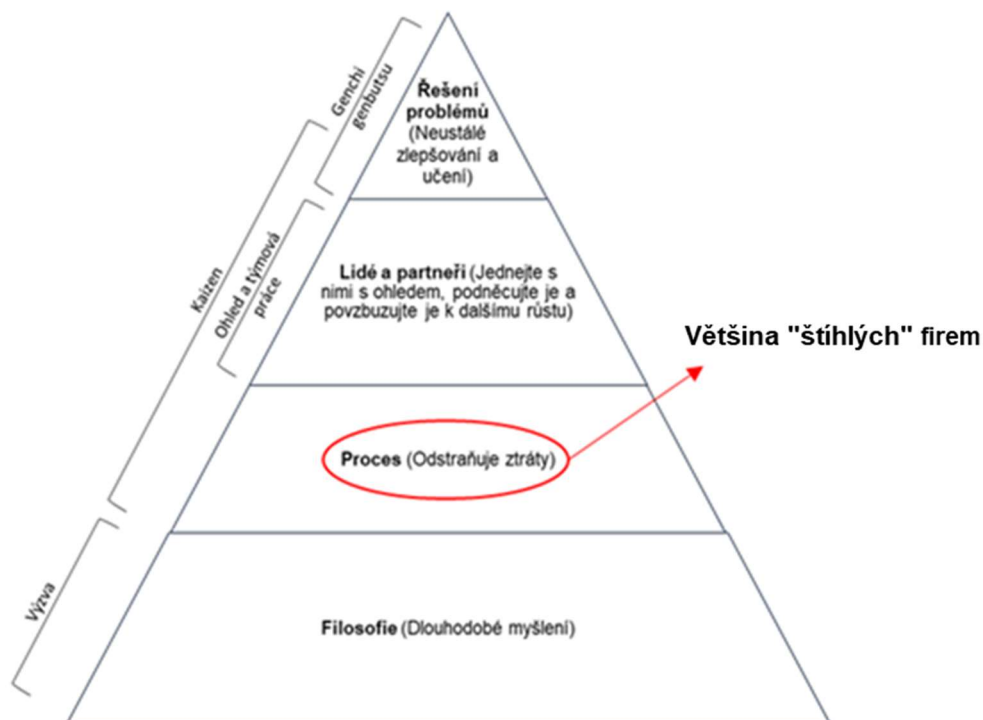 Genchi
genbutsu
Řešení
problémů
(Neustálé
zlepšování a
učení)
Kaizen
Ohled a týmová
práce
Lidé a partneři (Jednejte s
nimi s ohledem, podněcujte je a
povzbuzujte je k dalšímu růstu)
Většina "štíhlých" firem
Proces (Odstraňuje ztráty)
Výzva
Filosofie (Dlouhodobé myšlení)